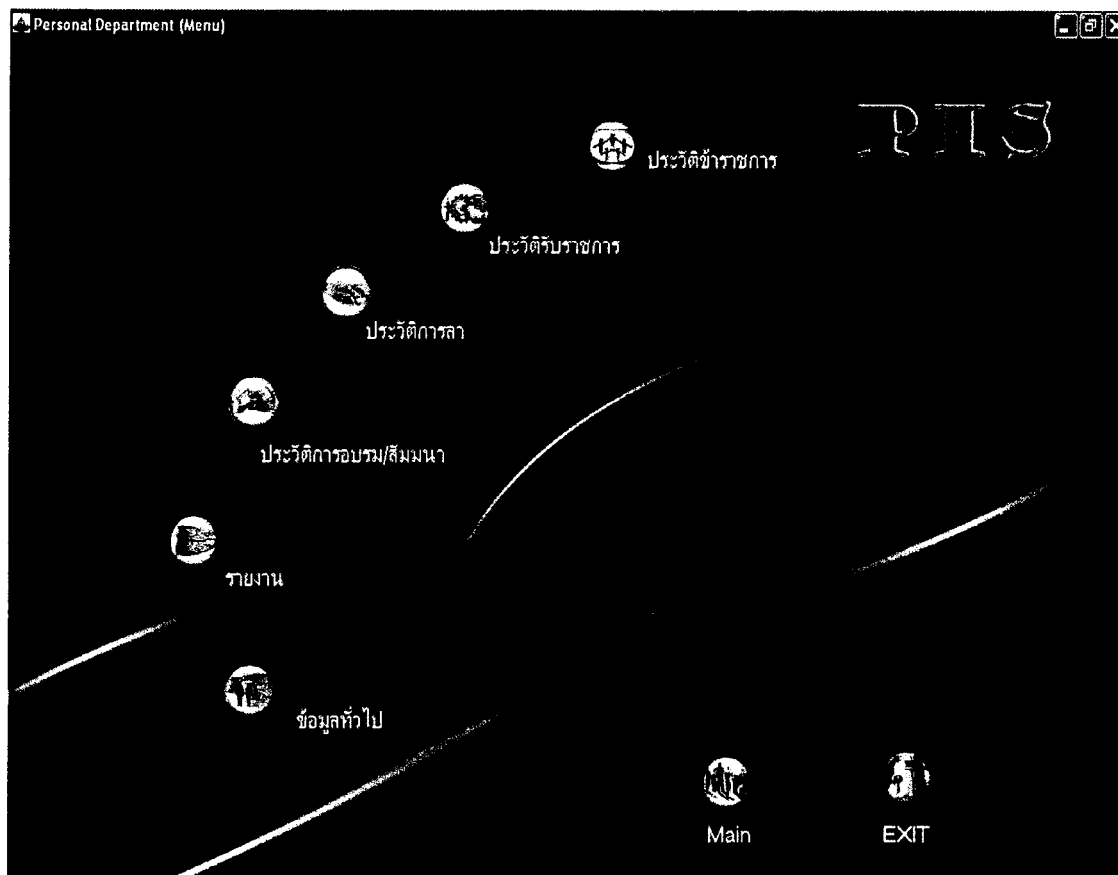 Personal Department (Menu)
ประวัติข้าราชการ
ประวัติรับราชการ
ประวัติการลา
ประวัติการอบรม/สัมมนา
รายงาน
ข้อมูลทั่วไป
Main
EXIT